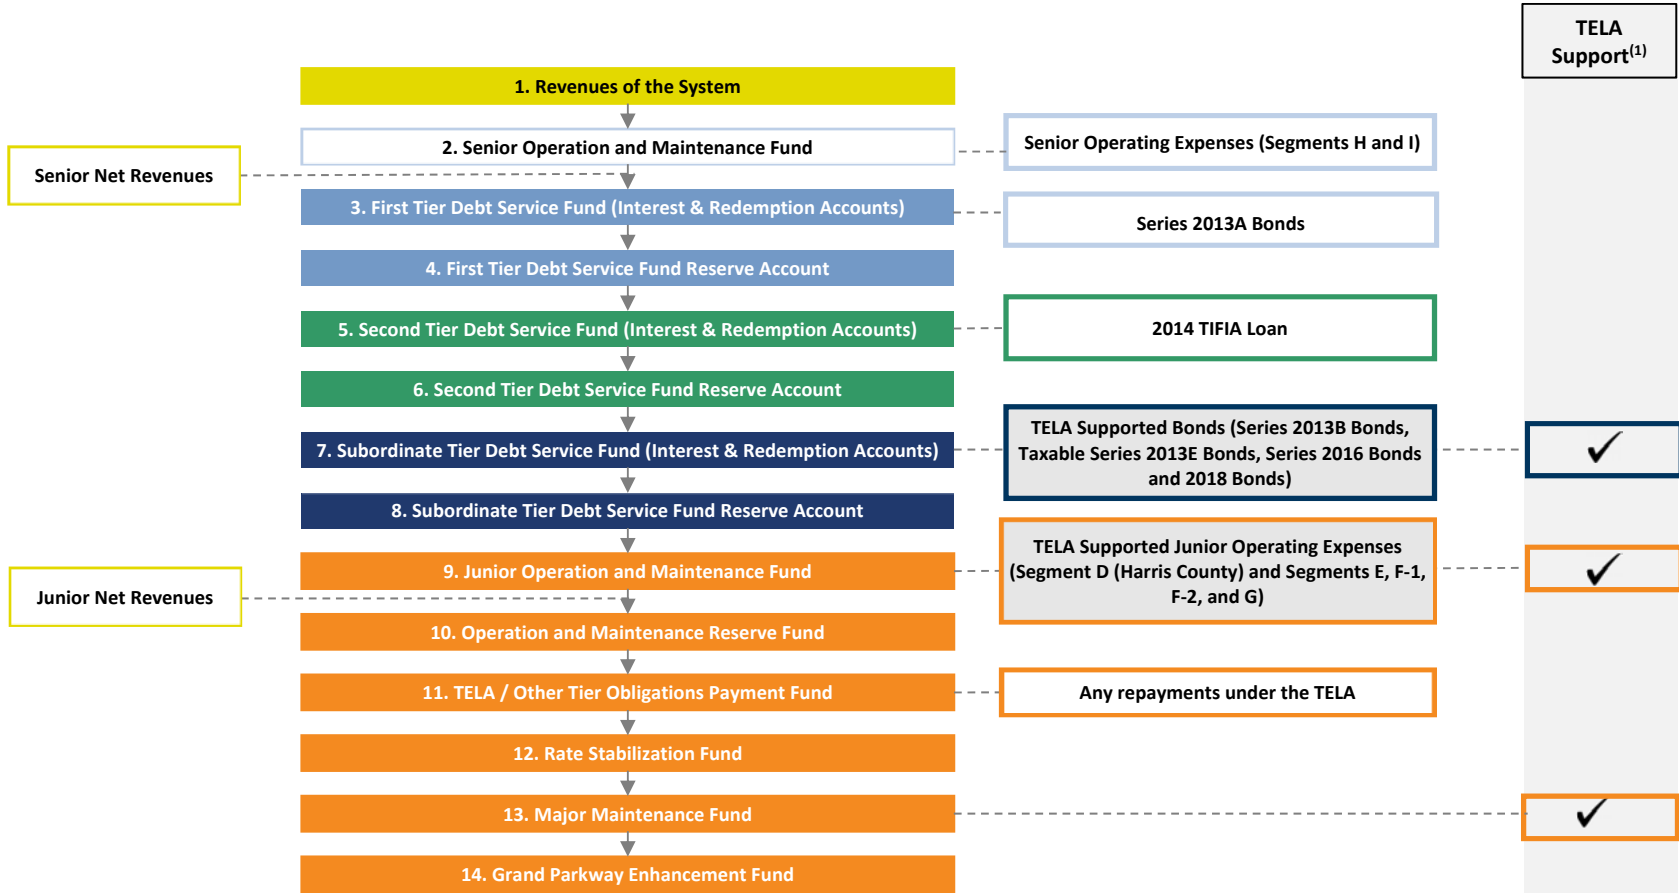 TELA
Support(1)
1. Revenues of the System
2. Senior Operation and Maintenance Fund
Senior Operating Expenses (Segments H and I)
Senior Net Revenues
3. First Tier Debt Service Fund (Interest & Redemption Accounts)
Series 2013A Bonds
4. First Tier Debt Service Fund Reserve Account
5. Second Tier Debt Service Fund (Interest & Redemption Accounts)
2014 TIFIA Loan
6. Second Tier Debt Service Fund Reserve Account
7. Subordinate Tier Debt Service Fund (Interest & Redemption Accounts)
TELA Supported Bonds (Series 2013B Bonds,
Taxable Series 2013E Bonds, Series 2016 Bonds
and 2018 Bonds)
✓
8. Subordinate Tier Debt Service Fund Reserve Account
9. Junior Operation and Maintenance Fund
TELA Supported Junior Operating Expenses
(Segment D (Harris County) and Segments E, F-1,
F-2, and G)
✓
Junior Net Revenues
10. Operation and Maintenance Reserve Fund
11. TELA / Other Tier Obligations Payment Fund
Any repayments under the TELA
12. Rate Stabilization Fund
13. Major Maintenance Fund
✓
14. Grand Parkway Enhancement Fund